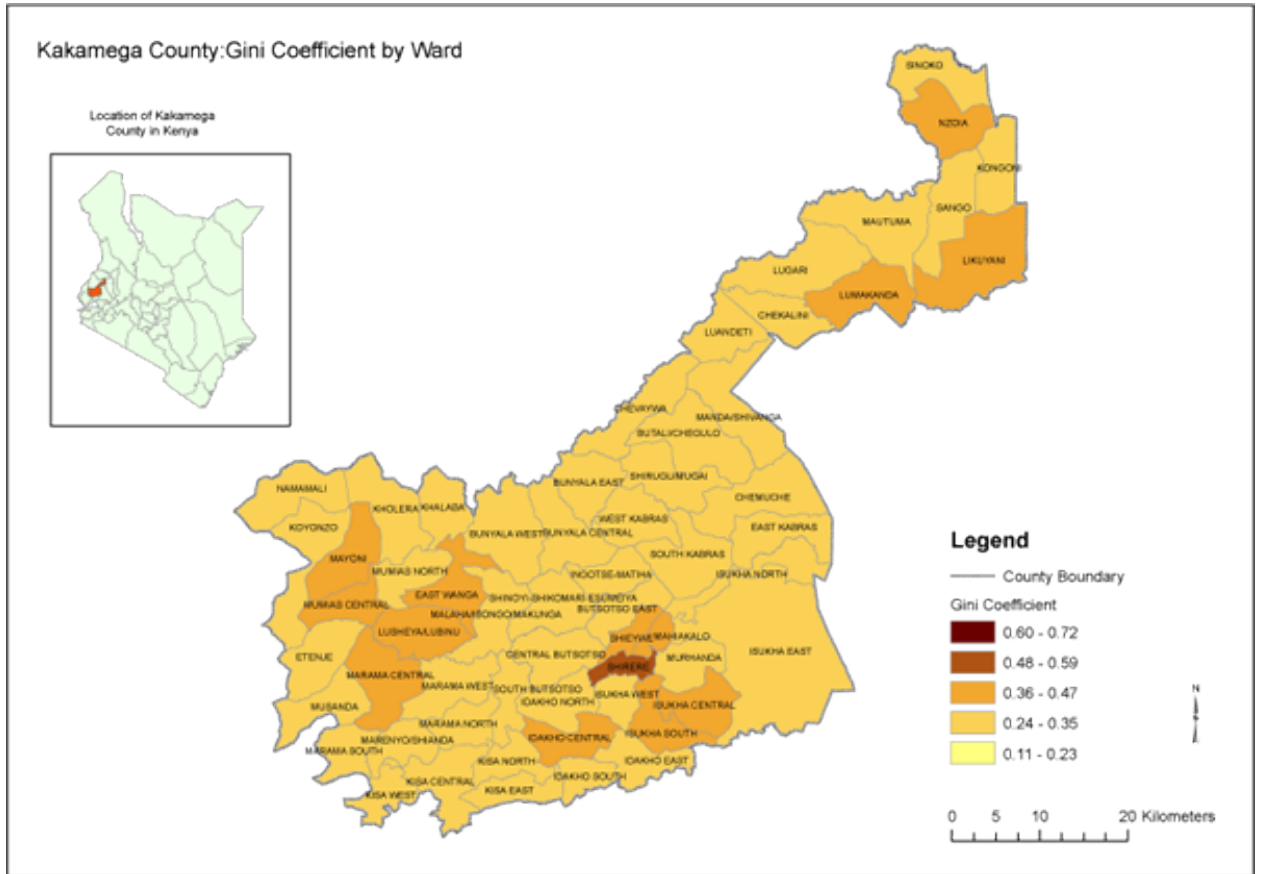 Kakamega County:Gini Coefficient by Ward
Location of Kakamega
County in Kenya
SINOKO
NZOIA
KONGONI
SANGO
MAUTUMA
LIKUYANI
LUGARI
LUMAKANDA
CHEKALINI
LUANDETI
CHEVAYWA
MANDA/SHIVANGA
BUTALI/CHEGULO
SHIRUGU/MUGAI
BUNYALA EAST
NAMAMALI
CHEMUCHE
KHOLERA
KHALABA
KOYONZO
WEST KABRAS
EAST KABRAS
BUNYALA WEST
BUNYALA CENTRAL
SOUTH KABRAS
MAYONI
MUMIAS NORTH
INGOTSE-MATIHA
ISUKHA NORTH
EAST WANGA
SHINOYI-SHIKOMARI-ESUMEIYA
MUMIAS CENTRAL
BUTSOTSO EAST
MALAHA/ISONGO/MAKUNGA
LUSHEYA/LUBINU
SHIEYWE
MAHIAKALO
ETENJE
CENTRAL BUTSOTSO
MURHANDA
ISUKHA EAST
SHIRERE
MARAMA CENTRAL
MARAMA WEST
SOUTH BUTSOTSO
ISUKHA WEST
IDAKHO NORTH
ISUKHA CENTRAL
MUSANDA
MARAMA NORTH
ISUKHA SOUTH
IDAKHO CENTRAL
MARENYO/SHIANDA
MARAMA SOUTH
KISA NORTH
IDAKHO EAST
IDAKHO SOUTH
KISA CENTRAL
KISA EAST
KISA WEST
Legend
County Boundary
Gini Coefficient
0.60 - 0.72
0.48 - 0.59
0.36 - 0.47
0.24 - 0.35
0.11 - 0.23
N
0 5 10 20 Kilometers